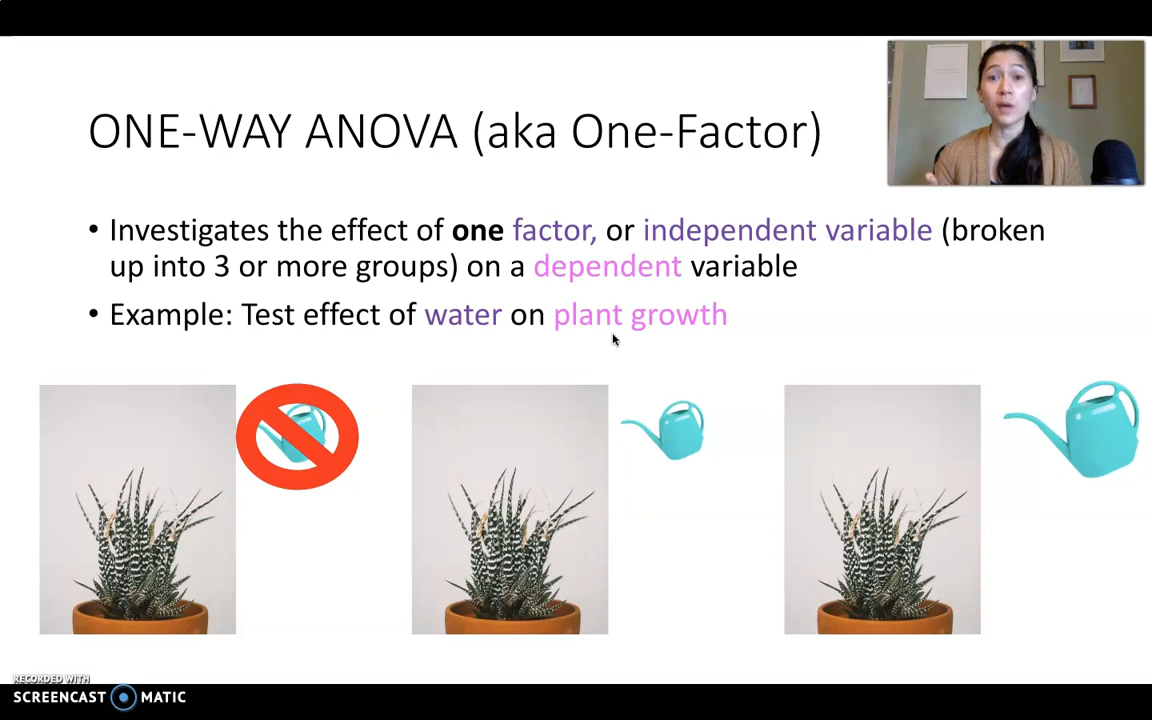 ONE-WAY ANOVA (aka One-Factor)
• Investigates the effect of one factor, or independent variable (broken
up into 3 or more groups) on a dependent variable
• Example: Test effect of water on plant growth
RECORDED WITH
SCREENCAST MATIC